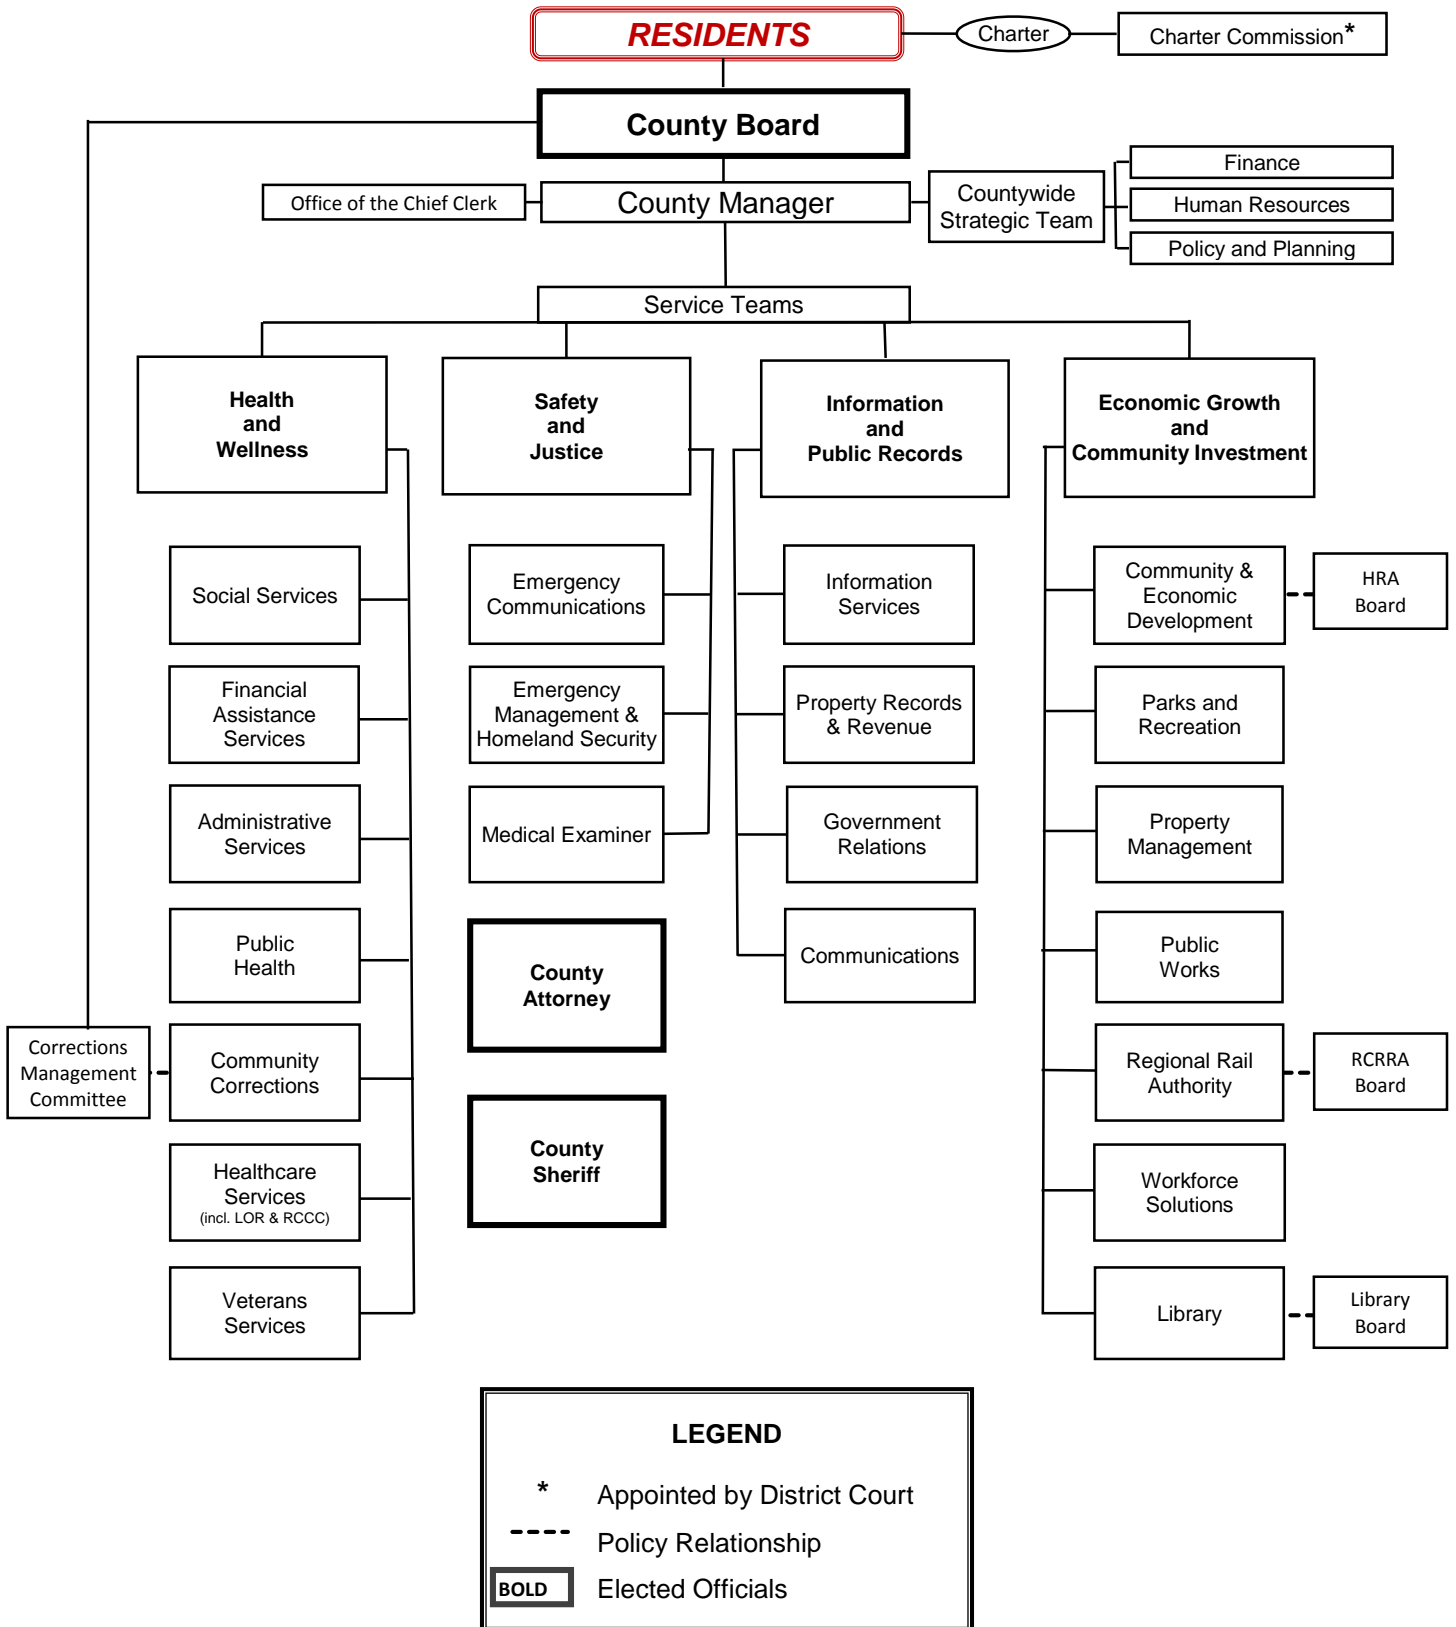 RESIDENTS
Charter
Charter Commission*
County Board
Office of the Chief Clerk
County Manager
Countywide
Strategic Team
Finance
Human Resources
Policy and Planning
Service Teams
Health
and
Wellness
Safety
and
Justice
Information
and
Public Records
Economic Growth
and
Community Investment
Social Services
Financial
Assistance
Services
Administrative
Services
Public
Health
Corrections
Management
Committee
Community
Corrections
Healthcare
Services
(incl. LOR & RCCC)
Veterans
Services
Emergency
Communications
Emergency
Management &
Homeland Security
Medical Examiner
County
Attorney
County
Sheriff
Information
Services
Property Records
& Revenue
Government
Relations
Communications
Community &
Economic
Development
HRA
Board
Parks and
Recreation
Property
Management
Public
Works
Regional Rail
Authority
RCRRA
Board
Workforce
Solutions
Library
Library
Board
LEGEND
* Appointed by District Court
Policy Relationship
BOLD Elected Officials